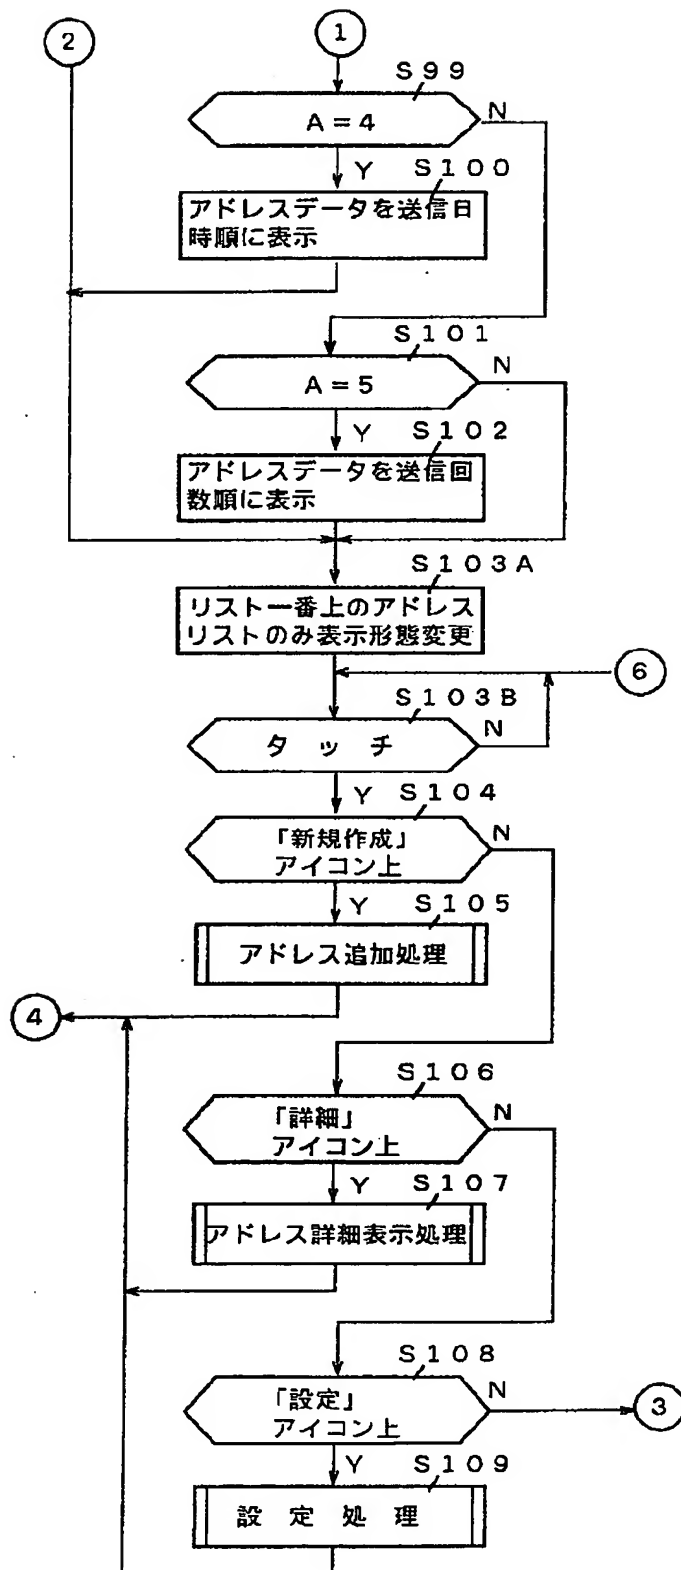 2
1
S99
A=4
N
Y
S100
アドレスデータを送信日
時順に表示
S101
A=5
N
Y
S102
アドレスデータを送信回
数順に表示
S103A
リスト一番上のアドレス
リストのみ表示形態変更
6
S103B
タッチ
N
Y
S104
「新規作成」
アイコン上
N
Y
S105
アドレス追加処理
4
S106
「詳細」
アイコン上
N
Y
S107
アドレス詳細表示処理
S108
「設定」
アイコン上
N
3
Y
S109
設定処理